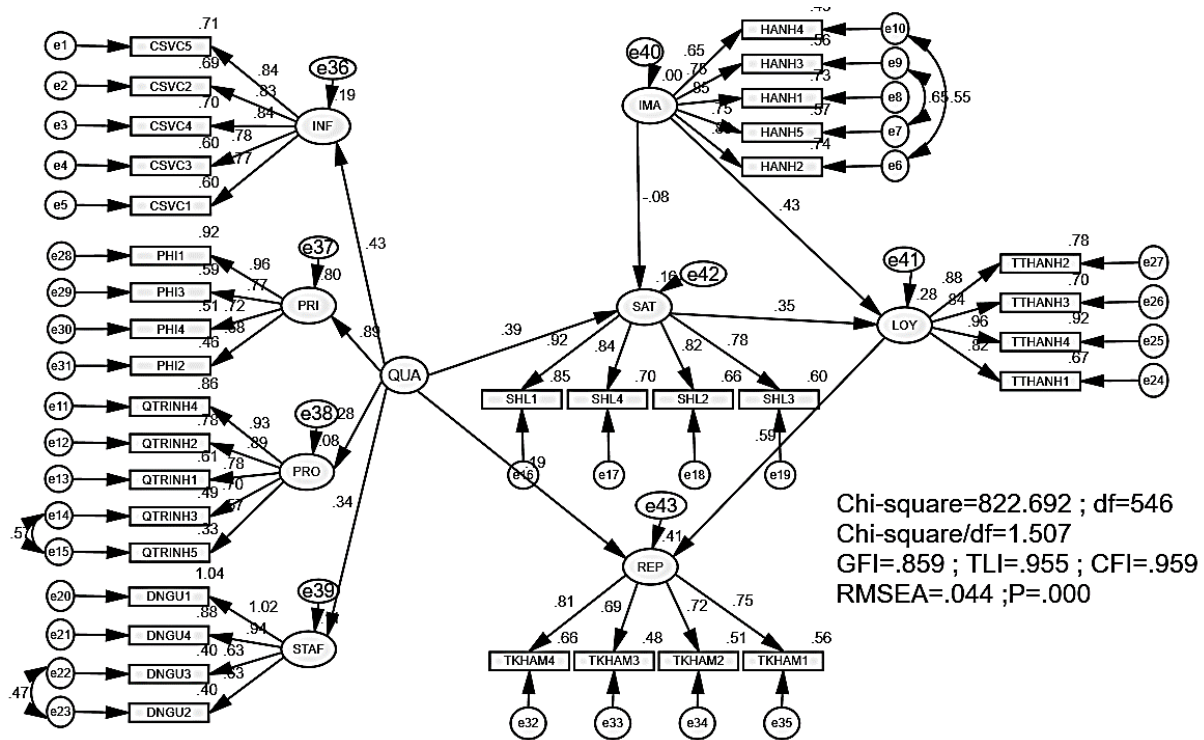 .71
e1 CSVC5
.69 .84
e2 CSVC2
.70 .83
e3 CSVC4
.60 .84
e4 CSVC3
.60 .78
e5 CSVC1
.77
e36
.19
INF
.43
.92
e28 PHI1
.59 .96
e29 PHI3
.51 .77
e30 PHI4
.46 .72
e31 PHI2
e37
.80
PRI
.89
.86
e11 QTRINH4
.78 .93
e12 QTRINH2
.61 .89
e13 QTRINH1
.49 .78
e14 QTRINH3
.33 .70
e15 QTRINH5
.57
.57
e38
.28
.08
PRO
1.04
e20 DNGU1
.88 1.02
e21 DNGU4
.40 .94
e22 DNGU3
.40 .63
e23 DNGU2
.63
.47
e39
STAF
.34
QUA
.39
.19
e40
.00
IMA
.65
HANH4 e10
.56
.75
HANH3 e9
.73
.85
HANH1 e8
.57
.75
HANH5 e7
.74
HANH2 e6
.65 .55
-.08
.43
.16 e42
SAT
.35
.92 .84 .82 .78
.85 .70 .66 .60
SHL1 SHL4 SHL2 SHL3
e16 e17 e18 e19
e41
.28
LOY
.78
.88 TTHANH2 e27
.70
.84 TTHANH3 e26
.92
.96 TTHANH4 e25
.67
.82 TTHANH1 e24
.59
e43
.41
REP
.81 .69 .72 .75
.66 .48 .51 .56
TKHAM4 TKHAM3 TKHAM2 TKHAM1
e32 e33 e34 e35
Chi-square=822.692 ; df=546
Chi-square/df=1.507
GFI=.859 ; TLI=.955 ; CFI=.959
RMSEA=.044 ;P=.000